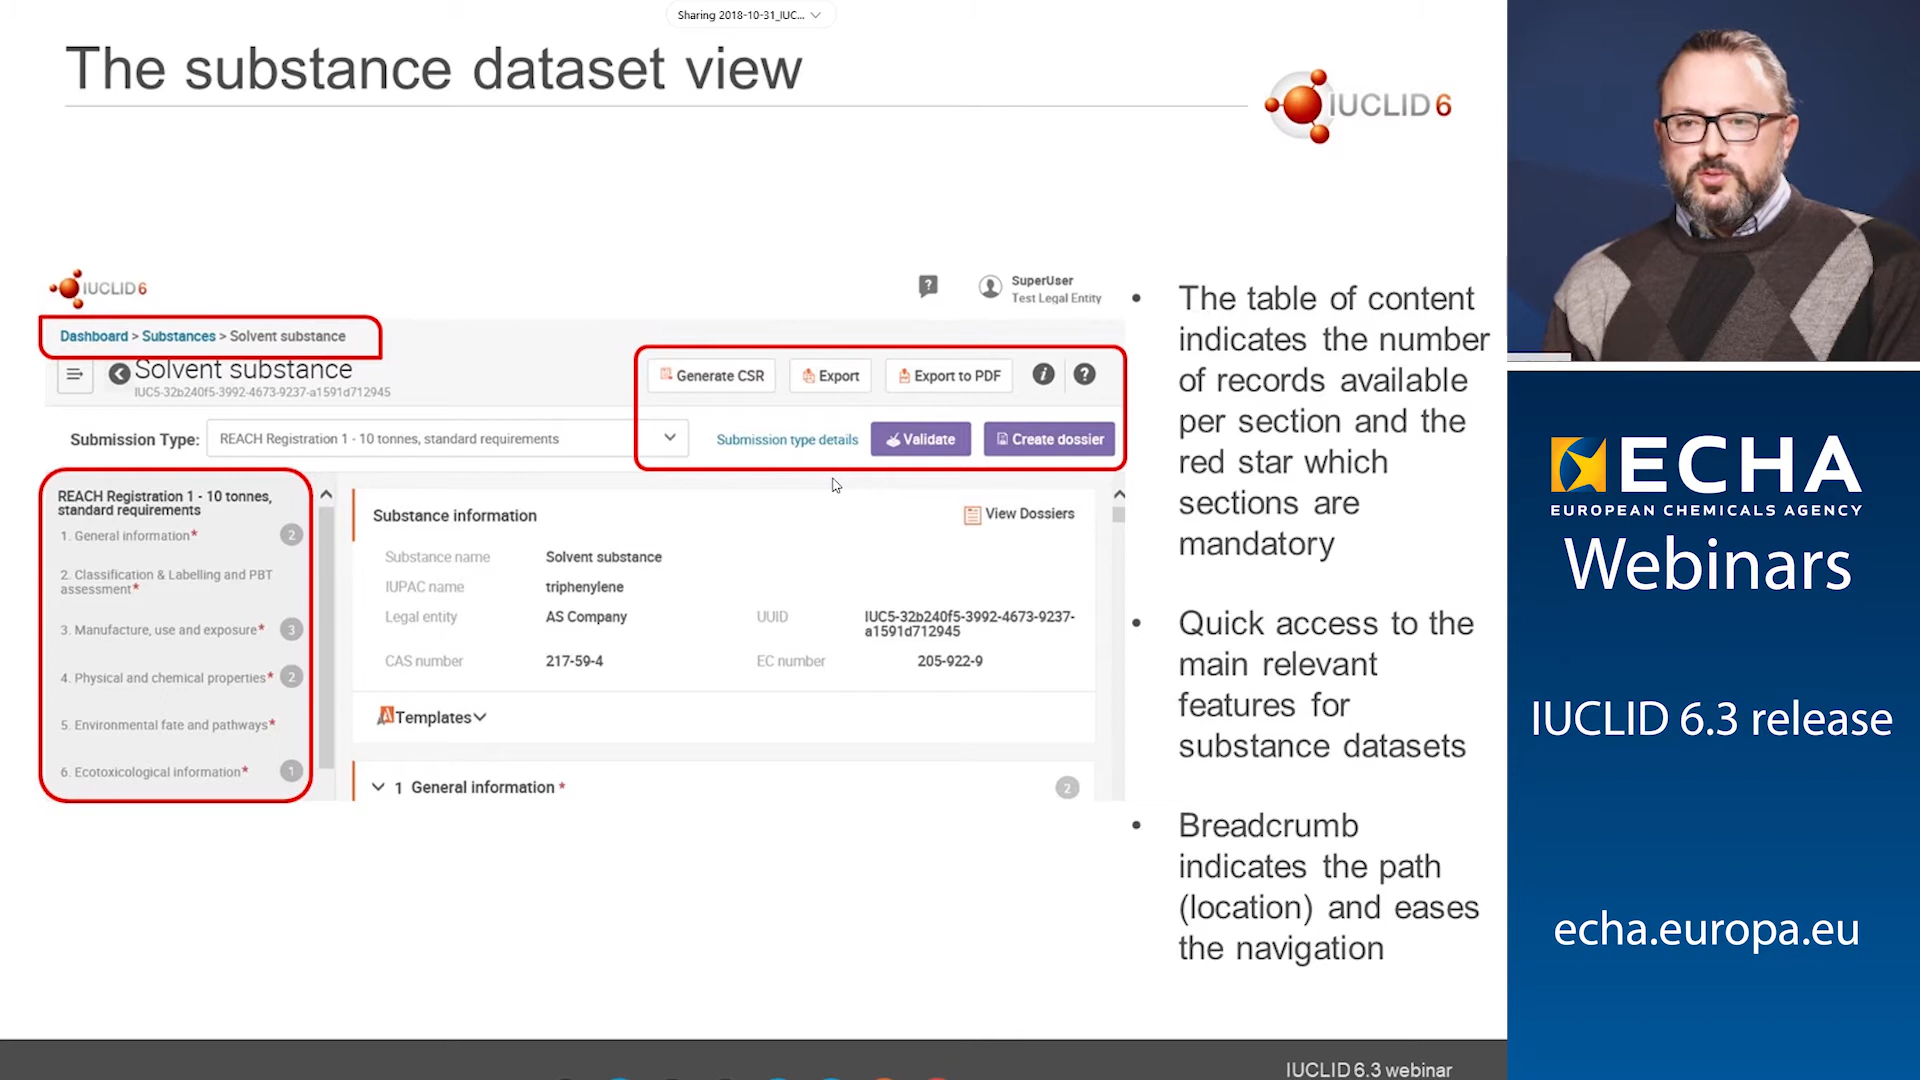 Sharing 2018-10-31_IUC...
The substance dataset view
IUCLID 6
IUCLID 6
SuperUser
Test Legal Entity
Dashboard > Substances > Solvent substance
Solvent substance
IUC5-32b240f5-3992-4673-9237-a1591d712945
Generate CSR
Export
Export to PDF
i
?
Submission Type:
REACH Registration 1 - 10 tonnes, standard requirements
Submission type details
Validate
Create dossier
REACH Registration 1 - 10 tonnes,
standard requirements
1. General information*
2
2. Classification & Labelling and PBT
assessment*
3. Manufacture, use and exposure*
3
4. Physical and chemical properties*
2
5. Environmental fate and pathways*
6. Ecotoxicological information*
1
Substance information
View Dossiers
Substance name
Solvent substance
IUPAC name
triphenylene
Legal entity
AS Company
UUID
IUC5-32b240f5-3992-4673-9237-
a1591d712945
CAS number
217-59-4
EC number
205-922-9
Templates
1 General information *
2
• The table of content
indicates the number
of records available
per section and the
red star which
sections are
mandatory
• Quick access to the
main relevant
features for
substance datasets
• Breadcrumb
indicates the path
(location) and eases
the navigation
IUCLID 6.3 webinar
ECHA
EUROPEAN CHEMICALS AGENCY
Webinars
IUCLID 6.3 release
echa.europa.eu